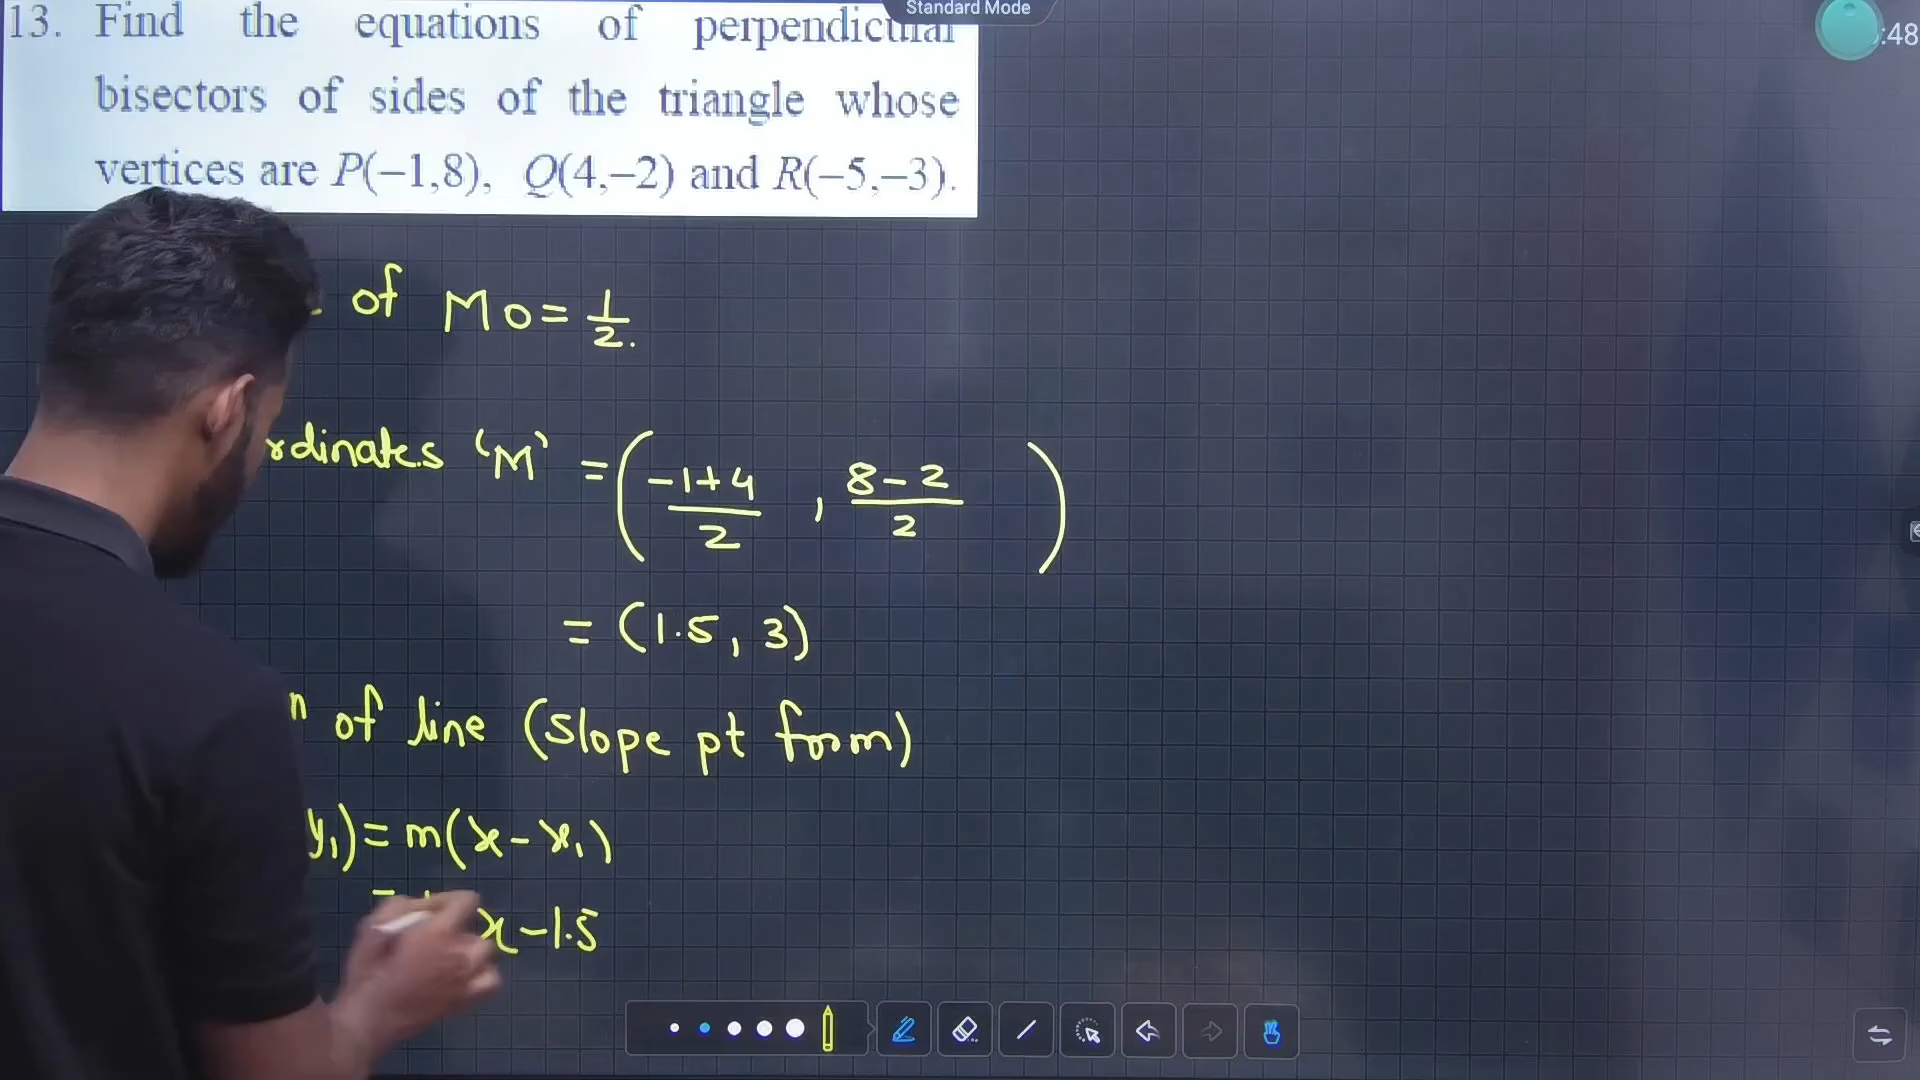 Standard Mode
:48
13. Find the equations of perpendicular
bisectors of sides of the triangle whose
vertices are P(−1,8), Q(4,−2) and R(−5,−3).
of MO = 1/2.
rdinates 'M' = (-1+4/2 , 8-2/2)
= (1.5, 3)
n of line (slope pt form)
y₁) = m(x - x₁)
= x - 1.5